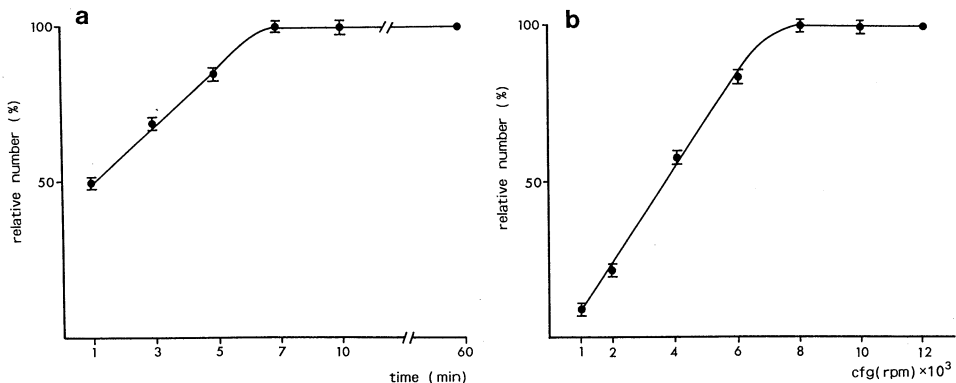 a
100
50
relative number (%)
1 3 5 7 10 60
time (min)
b
100
50
relative number (%)
1 2 4 6 8 10 12
cfg(rpm)×10³